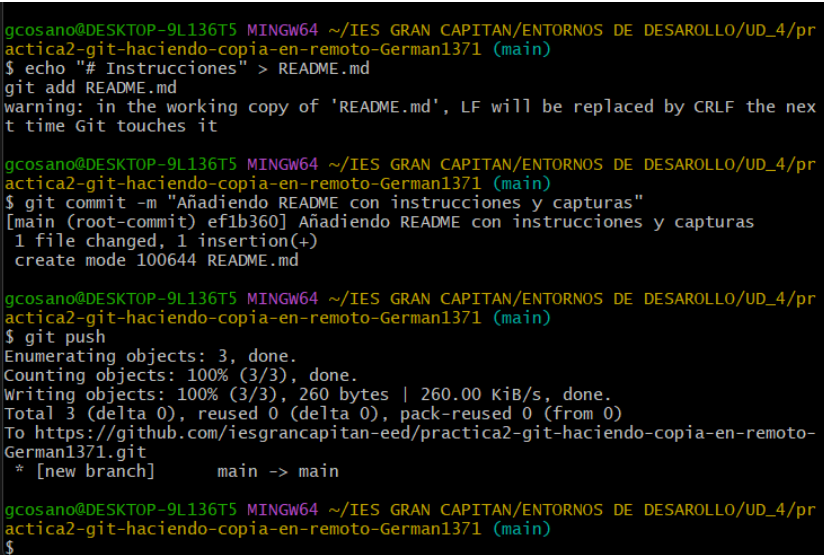 gcosano@DESKTOP-9L136T5 MINGW64 ~/IES GRAN CAPITAN/ENTORNOS DE DESAROLLO/UD_4/pr
actica2-git-haciendo-copia-en-remoto-German1371 (main)
$ echo "# Instrucciones" > README.md
git add README.md
warning: in the working copy of 'README.md', LF will be replaced by CRLF the nex
t time Git touches it
gcosano@DESKTOP-9L136T5 MINGW64 ~/IES GRAN CAPITAN/ENTORNOS DE DESAROLLO/UD_4/pr
actica2-git-haciendo-copia-en-remoto-German1371 (main)
$ git commit -m "Añadiendo README con instrucciones y capturas"
[main (root-commit) ef1b360] Añadiendo README con instrucciones y capturas
 1 file changed, 1 insertion(+)
 create mode 100644 README.md
gcosano@DESKTOP-9L136T5 MINGW64 ~/IES GRAN CAPITAN/ENTORNOS DE DESAROLLO/UD_4/pr
actica2-git-haciendo-copia-en-remoto-German1371 (main)
$ git push
Enumerating objects: 3, done.
Counting objects: 100% (3/3), done.
Writing objects: 100% (3/3), 260 bytes | 260.00 KiB/s, done.
Total 3 (delta 0), reused 0 (delta 0), pack-reused 0 (from 0)
To https://github.com/iesgrancapitan-eed/practica2-git-haciendo-copia-en-remoto-
German1371.git
 * [new branch]      main -> main
gcosano@DESKTOP-9L136T5 MINGW64 ~/IES GRAN CAPITAN/ENTORNOS DE DESAROLLO/UD_4/pr
actica2-git-haciendo-copia-en-remoto-German1371 (main)
$